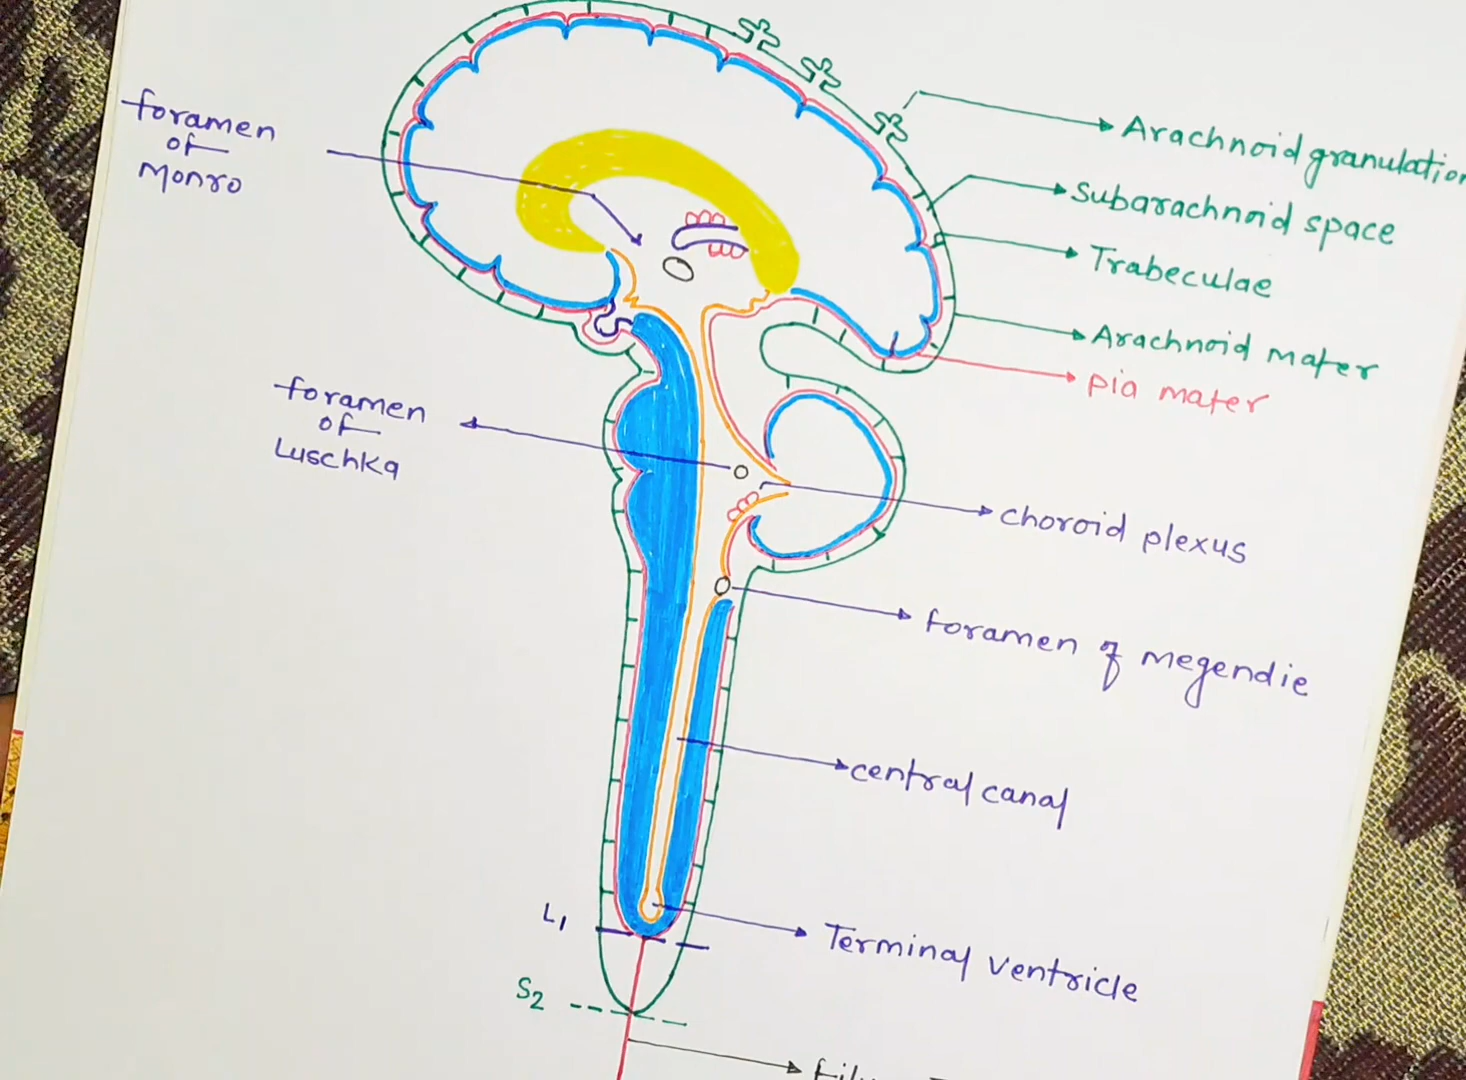 foramen
of
Monro
Arachnoid granulation
Subarachnoid space
Trabeculae
Arachnoid mater
pia mater
foramen
of
Luschka
choroid plexus
foramen of megendie
central canal
L1
Terminal ventricle
S2